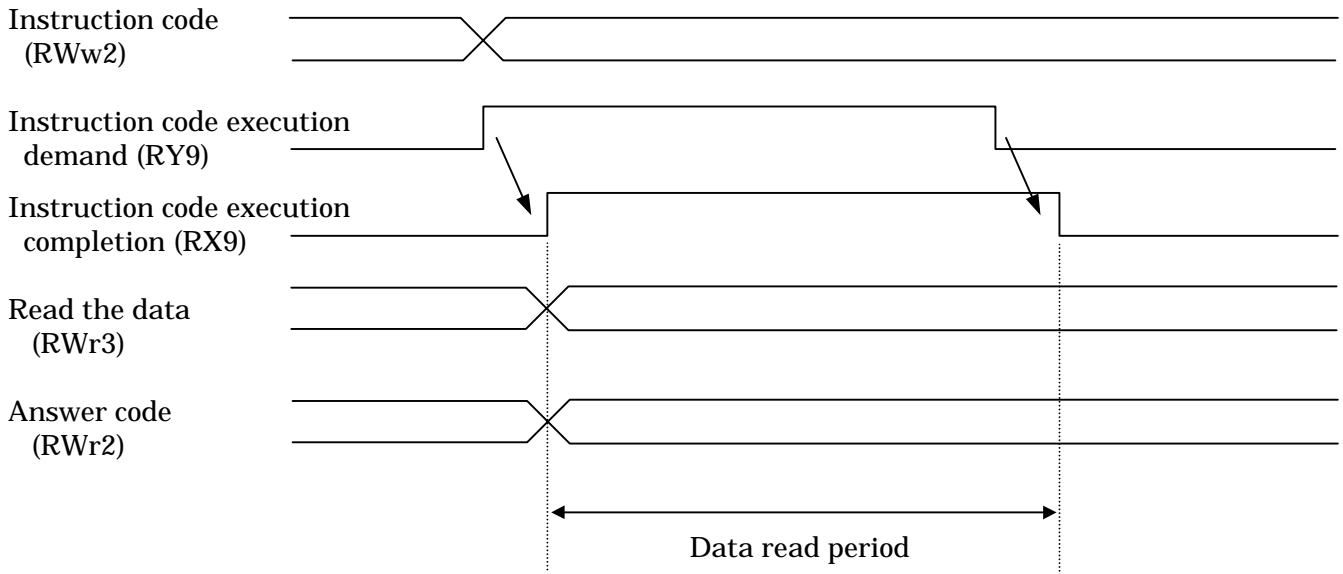 Instruction code
(RWw2)
Instruction code execution
demand (RY9)
Instruction code execution
completion (RX9)
Read the data
(RWr3)
Answer code
(RWr2)
Data read period